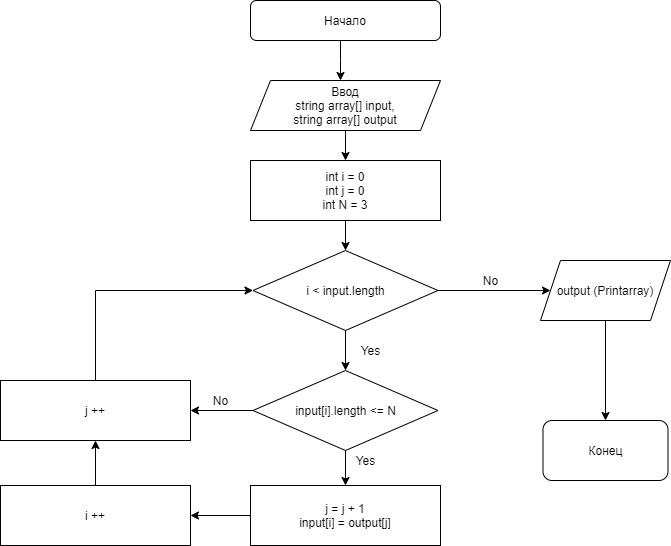 Начало
Ввод
string array[] input,
string array[] output
int i = 0
int j = 0
int N = 3
i < input.length
No
output (Printarray)
Yes
input[i].length <= N
No
j ++
Yes
Конец
j = j + 1
input[i] = output[j]
i ++